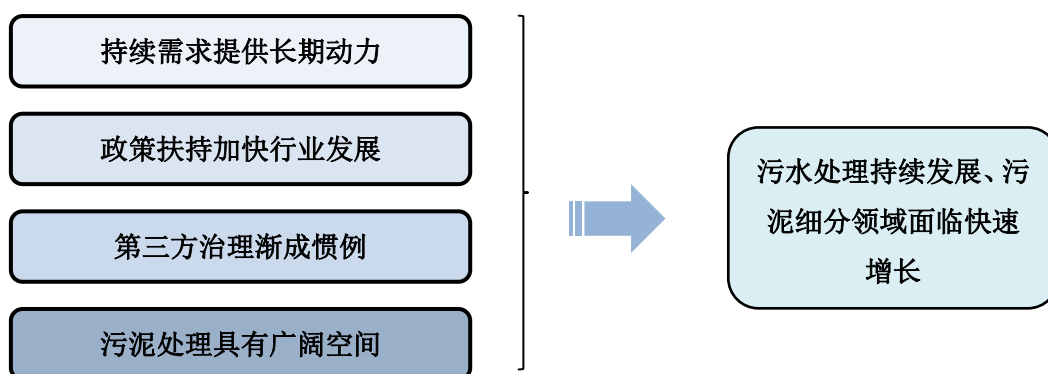 持续需求提供长期动力
政策扶持加快行业发展
第三方治理渐成惯例
污泥处理具有广阔空间
污水处理持续发展、污
泥细分领域面临快速
增长